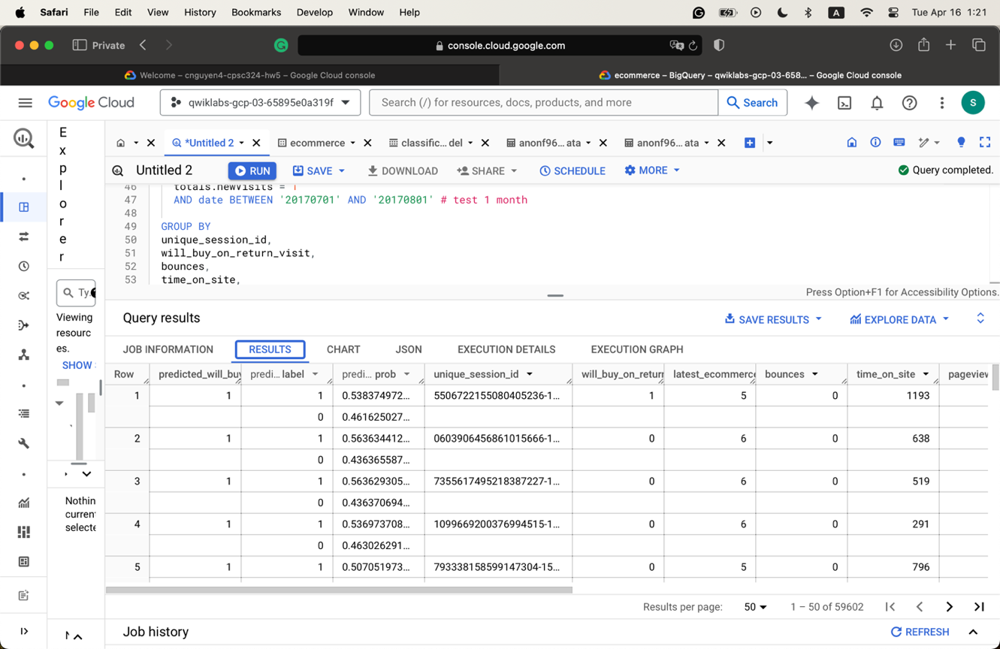 Safari File Edit View History Bookmarks Develop Window Help A Tue Apr 16 1:21
Private console.cloud.google.com
Welcome – cnguyen4-cpsc324-hw5 – Google Cloud console ecommerce – BigQuery – qwiklabs-gcp-03-658... – Google Cloud console
Google Cloud qwiklabs-gcp-03-65895e0a319f Search (/) for resources, docs, products, and more Search S
E
x
p
l
o
r
e
r
*Untitled 2 ecommerce classific... del anonf96... ata anonf96... ata
Untitled 2 RUN SAVE DOWNLOAD SHARE SCHEDULE MORE Query completed.
46 totals.newVisits = 1
47 AND date BETWEEN '20170701' AND '20170801' # test 1 month
48
49 GROUP BY
50 unique_session_id,
51 will_buy_on_return_visit,
52 bounces,
53 time_on_site,
Press Option+F1 for Accessibility Options.
Ty.
Viewing
resourc
es.
SHOW
Nothin
curren
selecte
Query results SAVE RESULTS EXPLORE DATA
JOB INFORMATION RESULTS CHART JSON EXECUTION DETAILS EXECUTION GRAPH
Row predicted_will_buy predi... label predi... prob unique_session_id will_buy_on_return latest_ecommerce bounces time_on_site pageview
1 1 1 0.538374972... 5506722155080405236-1... 1 5 0 1193
0 0.461625027...
2 1 1 0.563634412... 0603906456861015666-1... 0 6 0 638
0 0.436365587...
3 1 1 0.563629305... 7355617495218387227-1... 0 6 0 519
0 0.436370694...
4 1 1 0.536973708... 1099669200376994515-1... 0 6 0 291
0 0.463026291...
5 1 1 0.507051973... 793338158599147304-15... 0 5 0 796
Results per page: 50 1 – 50 of 59602
Job history REFRESH